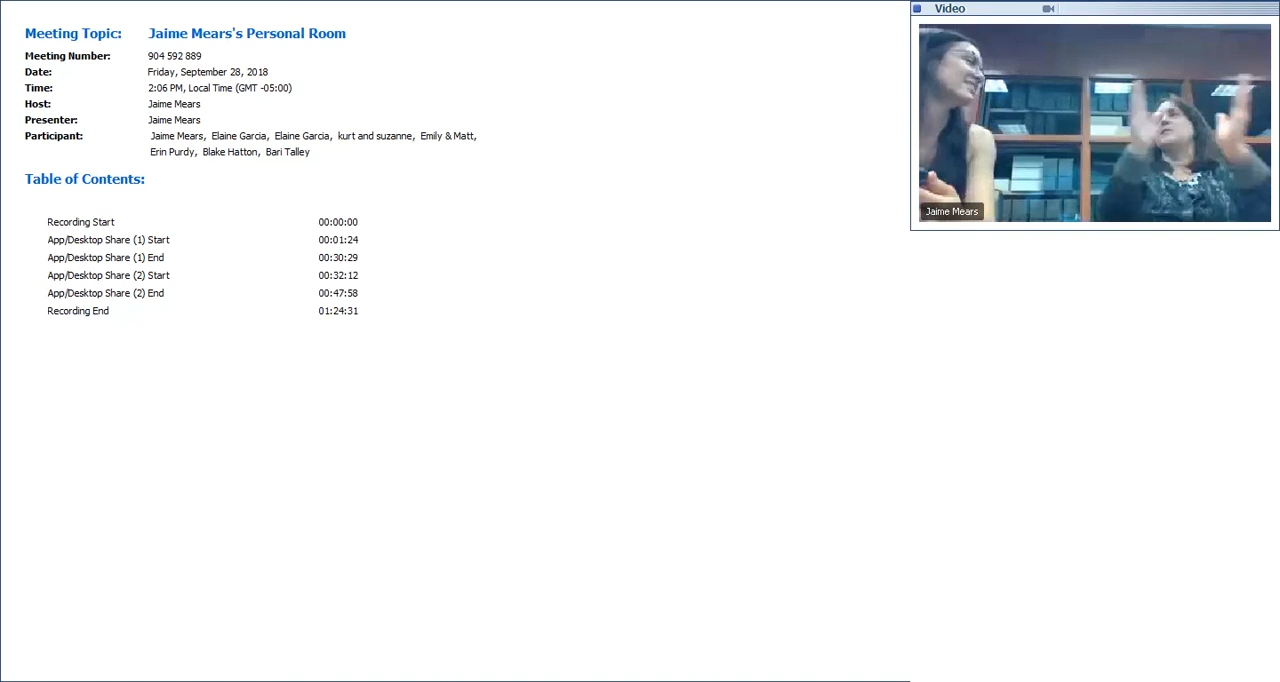 Meeting Topic: Jaime Mears's Personal Room
Meeting Number: 904 592 889
Date: Friday, September 28, 2018
Time: 2:06 PM, Local Time (GMT -05:00)
Host: Jaime Mears
Presenter: Jaime Mears
Participant: Jaime Mears, Elaine Garcia, Elaine Garcia, kurt and suzanne, Emily & Matt,
Erin Purdy, Blake Hatton, Bari Talley
Table of Contents:
Recording Start 00:00:00
App/Desktop Share (1) Start 00:01:24
App/Desktop Share (1) End 00:30:29
App/Desktop Share (2) Start 00:32:12
App/Desktop Share (2) End 00:47:58
Recording End 01:24:31
Video
Jaime Mears